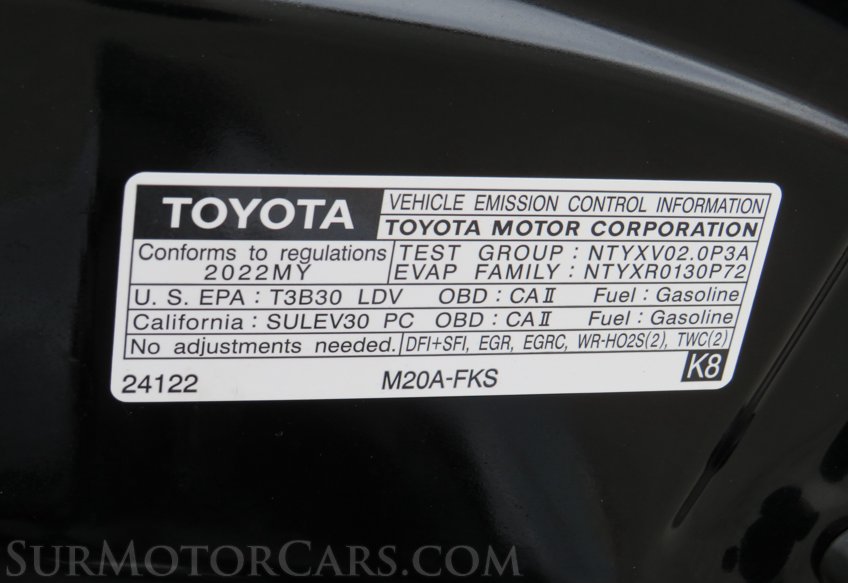 TOYOTA
VEHICLE EMISSION CONTROL INFORMATION
TOYOTA MOTOR CORPORATION
Conforms to regulations
2022MY
TEST GROUP : NTYXV02.0P3A
EVAP FAMILY : NTYXR0130P72
U. S. EPA : T3B30 LDV OBD : CAⅡ Fuel : Gasoline
California : SULEV30 PC OBD : CAⅡ Fuel : Gasoline
No adjustments needed. DFI+SFI, EGR, EGRC, WR-HO2S(2), TWC(2)
24122 M20A-FKS K8
SURMOTORCARS.COM